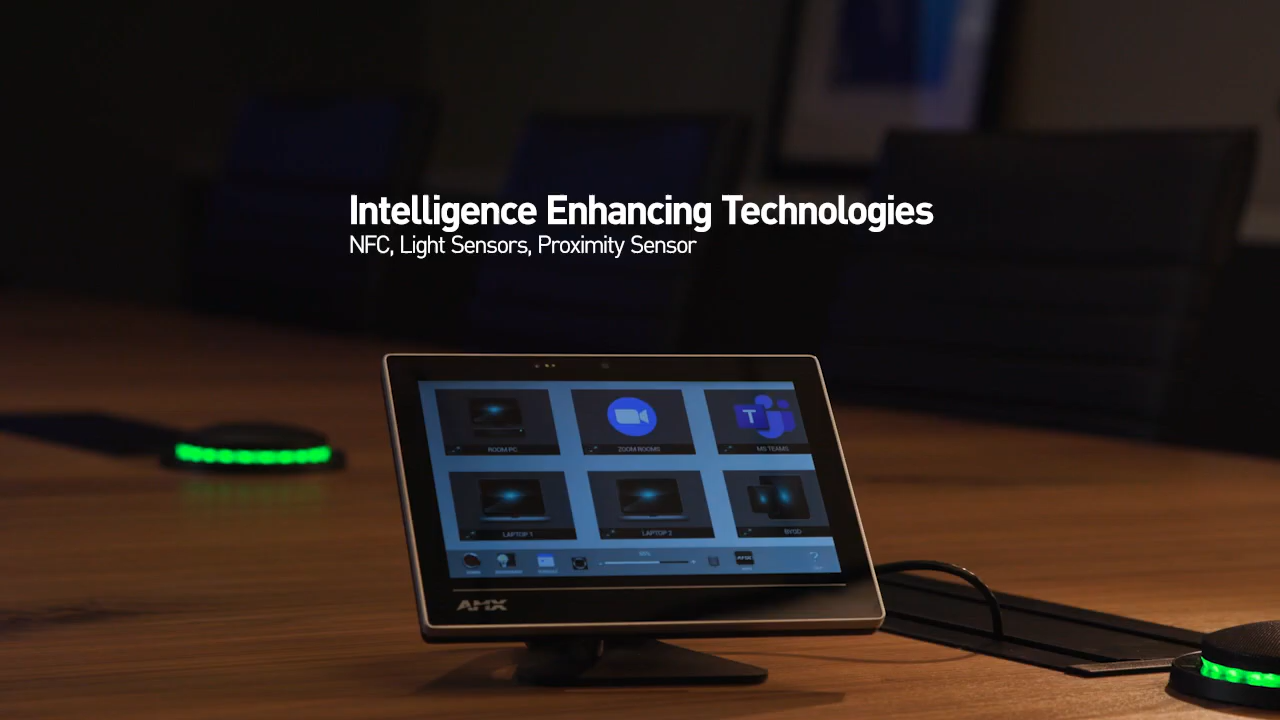 Intelligence Enhancing Technologies
NFC, Light Sensors, Proximity Sensor
ROOM PC
ZOOM ROOMS
T
MS TEAMS
LAPTOP 1
LAPTOP 2
BYOD
?
AMX